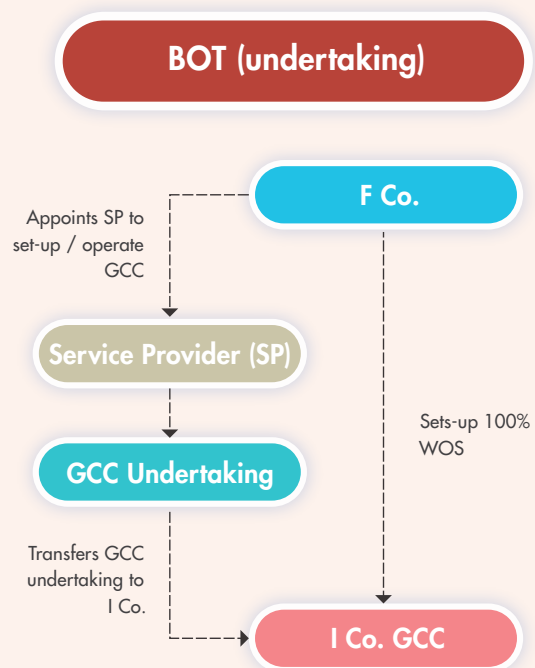 BOT (undertaking)
F Co.
Appoints SP to
set-up / operate
GCC
Service Provider (SP)
Sets-up 100%
WOS
GCC Undertaking
Transfers GCC
undertaking to
I Co.
I Co. GCC